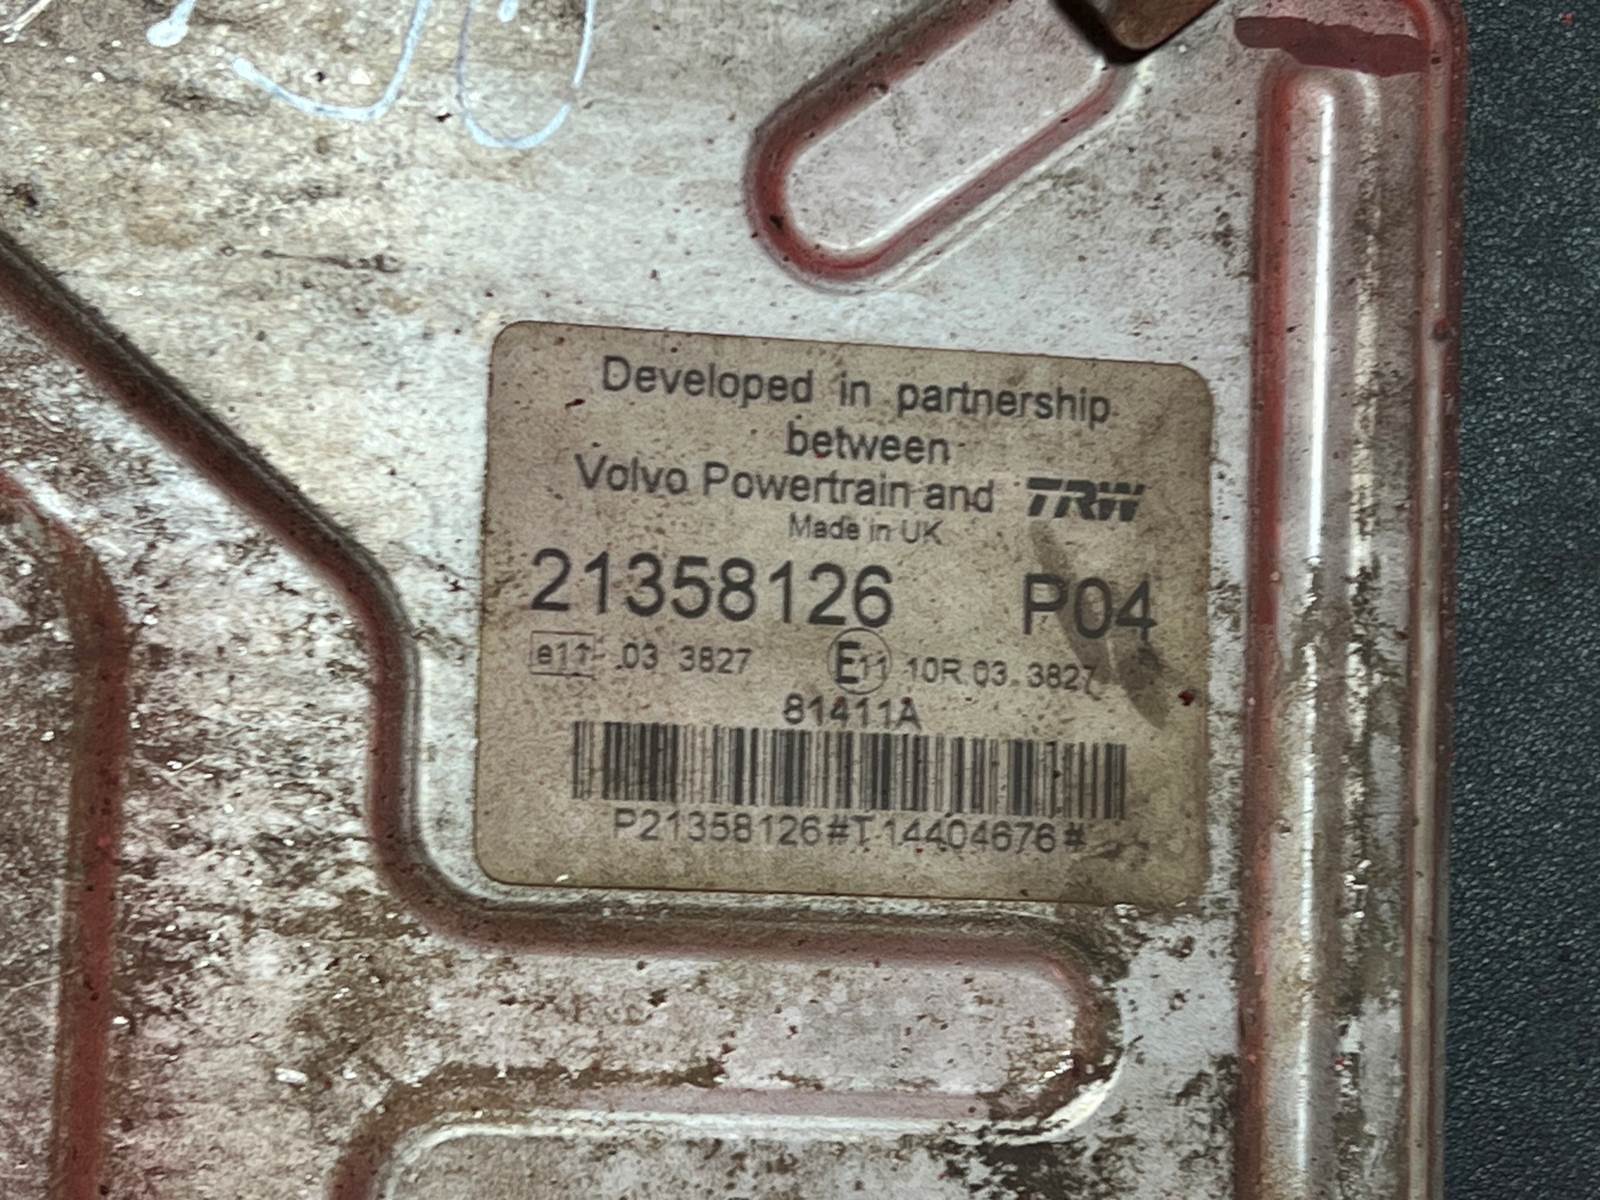 Developed in partnership
between
Volvo Powertrain and TRW
Made in UK
21358126 P04
e11 .03 3827 E11 10R 03 3827
81411A
P21358126#T14404676#